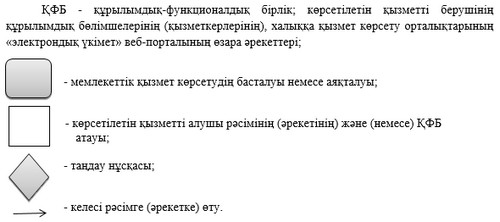 ҚФБ - құрылымдық-функционалдық бірлік; көрсетілетін қызметті берушінің
құрылымдық бөлімшелерінің (қызметкерлерінің), халыққа қызмет көрсету орталықтарының
«электрондық үкімет» веб-порталының өзара әрекеттері;
- мемлекеттік қызмет көрсетудің басталуы немесе аяқталуы;
- көрсетілетін қызметті алушы рәсімінің (әрекетінің) және (немесе) ҚФБ
атауы;
- таңдау нұсқасы;
- келесі рәсімге (әрекетке) өту.